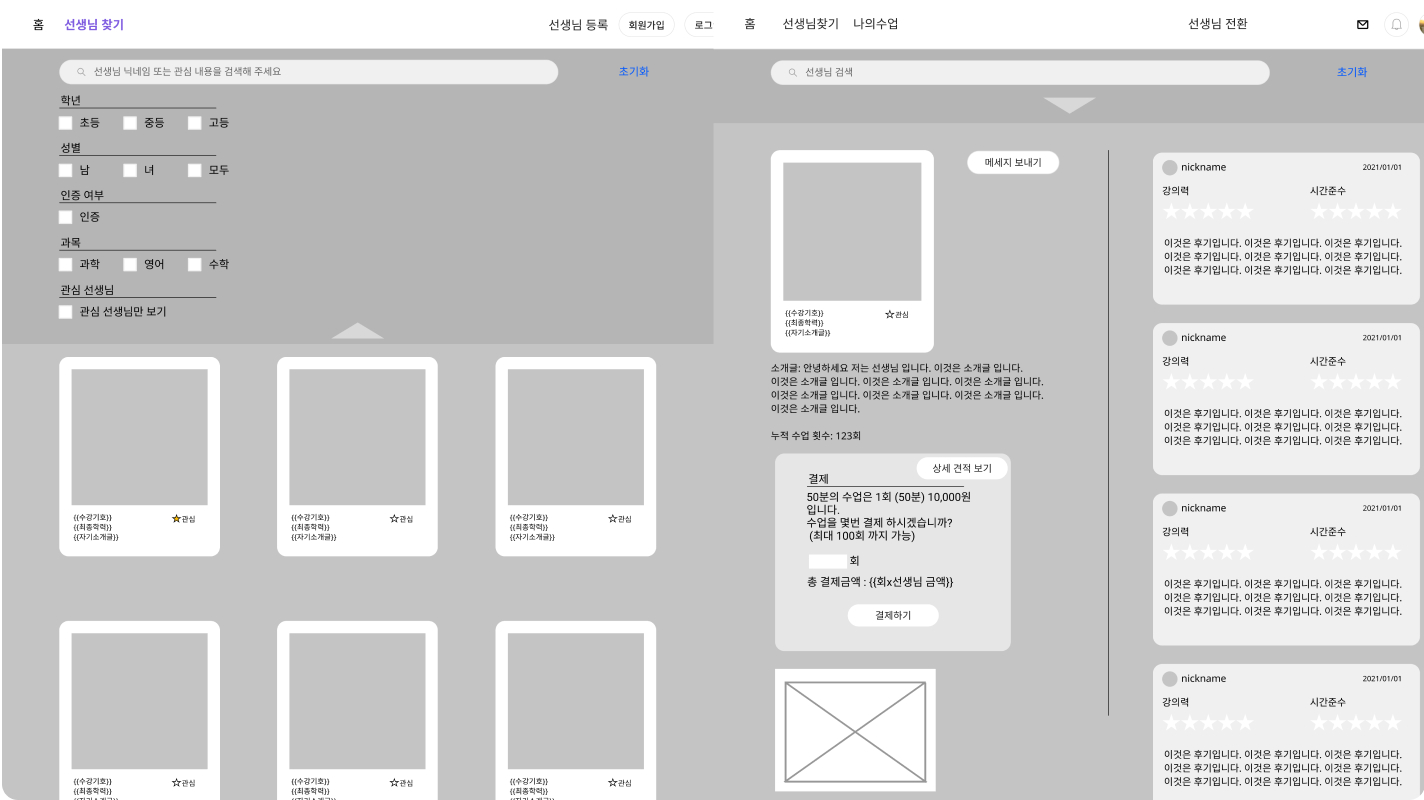 홈
선생님 찾기
선생님 등록
회원가입
로그
선생님 닉네임 또는 관심 내용을 검색해 주세요
초기화
학년
초등
중등
고등
성별
남
녀
모두
인증 여부
인증
과목
과학
영어
수학
관심 선생님
관심 선생님만 보기
{{수강기호}}
{{최종학력}}
{{자기소개글}}
관심
{{수강기호}}
{{최종학력}}
{{자기소개글}}
관심
{{수강기호}}
{{최종학력}}
{{자기소개글}}
관심
{{수강기호}}
{{최종학력}}
{{자기소개글}}
관심
{{수강기호}}
{{최종학력}}
{{자기소개글}}
관심
{{수강기호}}
{{최종학력}}
{{자기소개글}}
관심
홈
선생님찾기
나의수업
선생님 전환
선생님 검색
초기화
{{수강기호}}
{{최종학력}}
{{자기소개글}}
관심
메세지 보내기
소개글: 안녕하세요 저는 선생님 입니다. 이것은 소개글 입니다.
이것은 소개글 입니다. 이것은 소개글 입니다. 이것은 소개글 입니다.
이것은 소개글 입니다. 이것은 소개글 입니다. 이것은 소개글 입니다.
이것은 소개글 입니다.
누적 수업 횟수: 123회
상세 견적 보기
결제
50분의 수업은 1회 (50분) 10,000원
입니다.
수업을 몇번 결제 하시겠습니까?
(최대 100회 까지 가능)
회
총 결제금액 : {{회x선생님 금액}}
결제하기
nickname
2021/01/01
강의력
시간준수
이것은 후기입니다. 이것은 후기입니다. 이것은 후기입니다.
이것은 후기입니다. 이것은 후기입니다. 이것은 후기입니다.
이것은 후기입니다. 이것은 후기입니다. 이것은 후기입니다.
nickname
2021/01/01
강의력
시간준수
이것은 후기입니다. 이것은 후기입니다. 이것은 후기입니다.
이것은 후기입니다. 이것은 후기입니다. 이것은 후기입니다.
이것은 후기입니다. 이것은 후기입니다. 이것은 후기입니다.
nickname
2021/01/01
강의력
시간준수
이것은 후기입니다. 이것은 후기입니다. 이것은 후기입니다.
이것은 후기입니다. 이것은 후기입니다. 이것은 후기입니다.
이것은 후기입니다. 이것은 후기입니다. 이것은 후기입니다.
nickname
2021/01/01
강의력
시간준수
이것은 후기입니다. 이것은 후기입니다. 이것은 후기입니다.
이것은 후기입니다. 이것은 후기입니다. 이것은 후기입니다.
이것은 후기입니다. 이것은 후기입니다. 이것은 후기입니다.